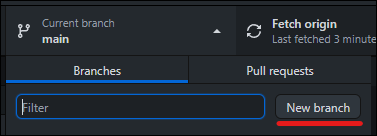 Current branch
main
Fetch origin
Last fetched 3 minute
Branches
Pull requests
Filter
New branch